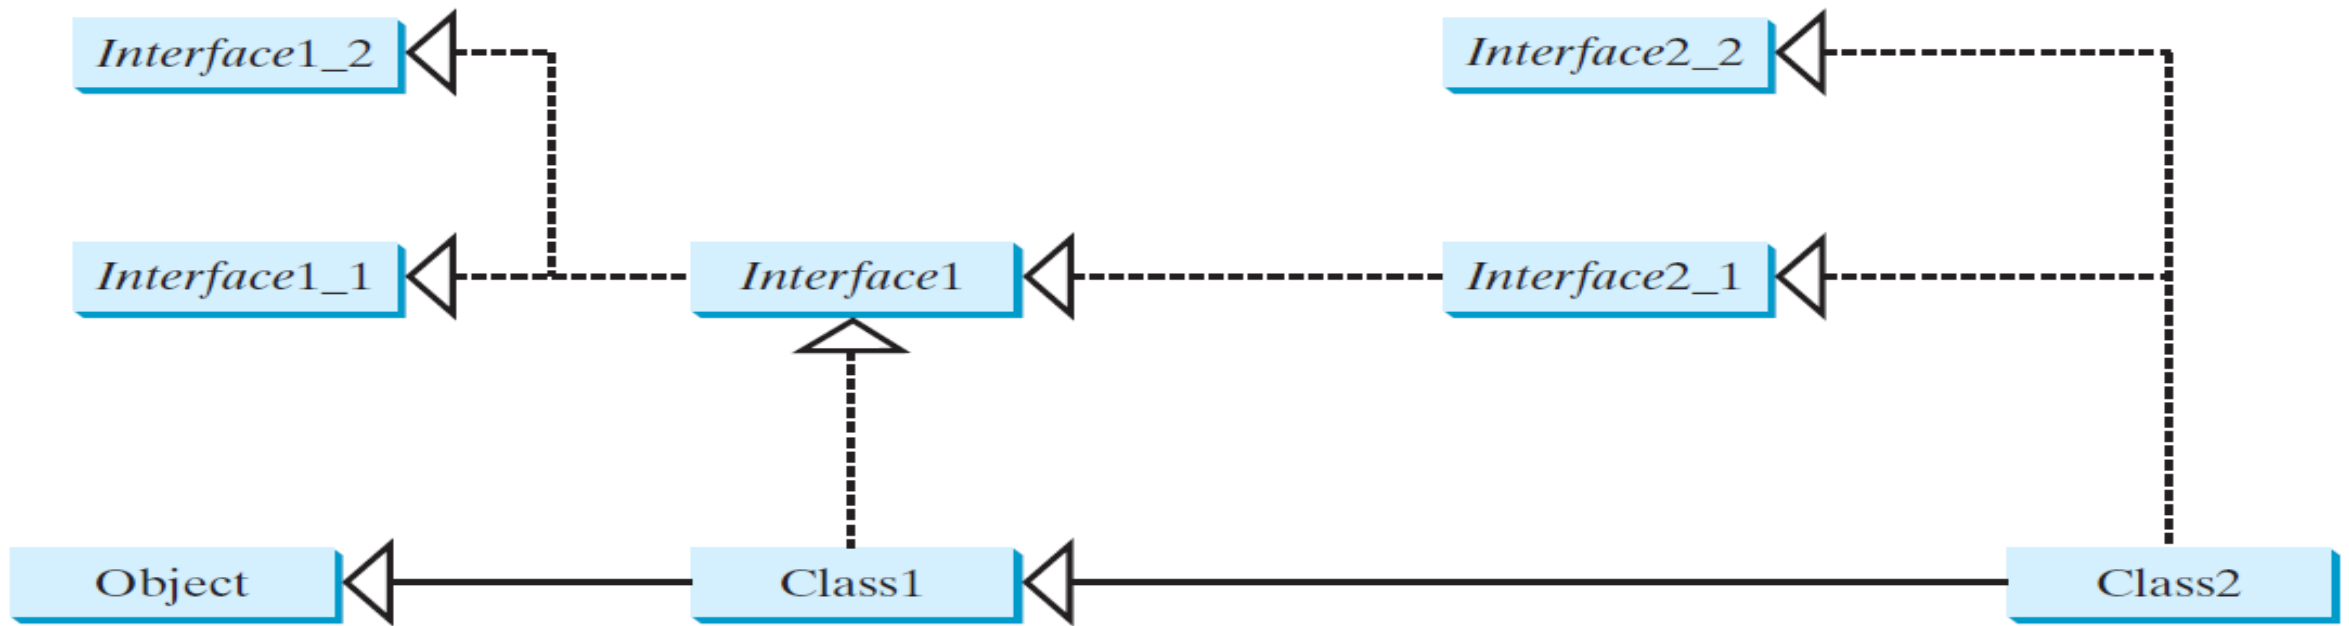 Interface1_2
Interface2_2
Interface1_1
Interface1
Interface2_1
Object
Class1
Class2